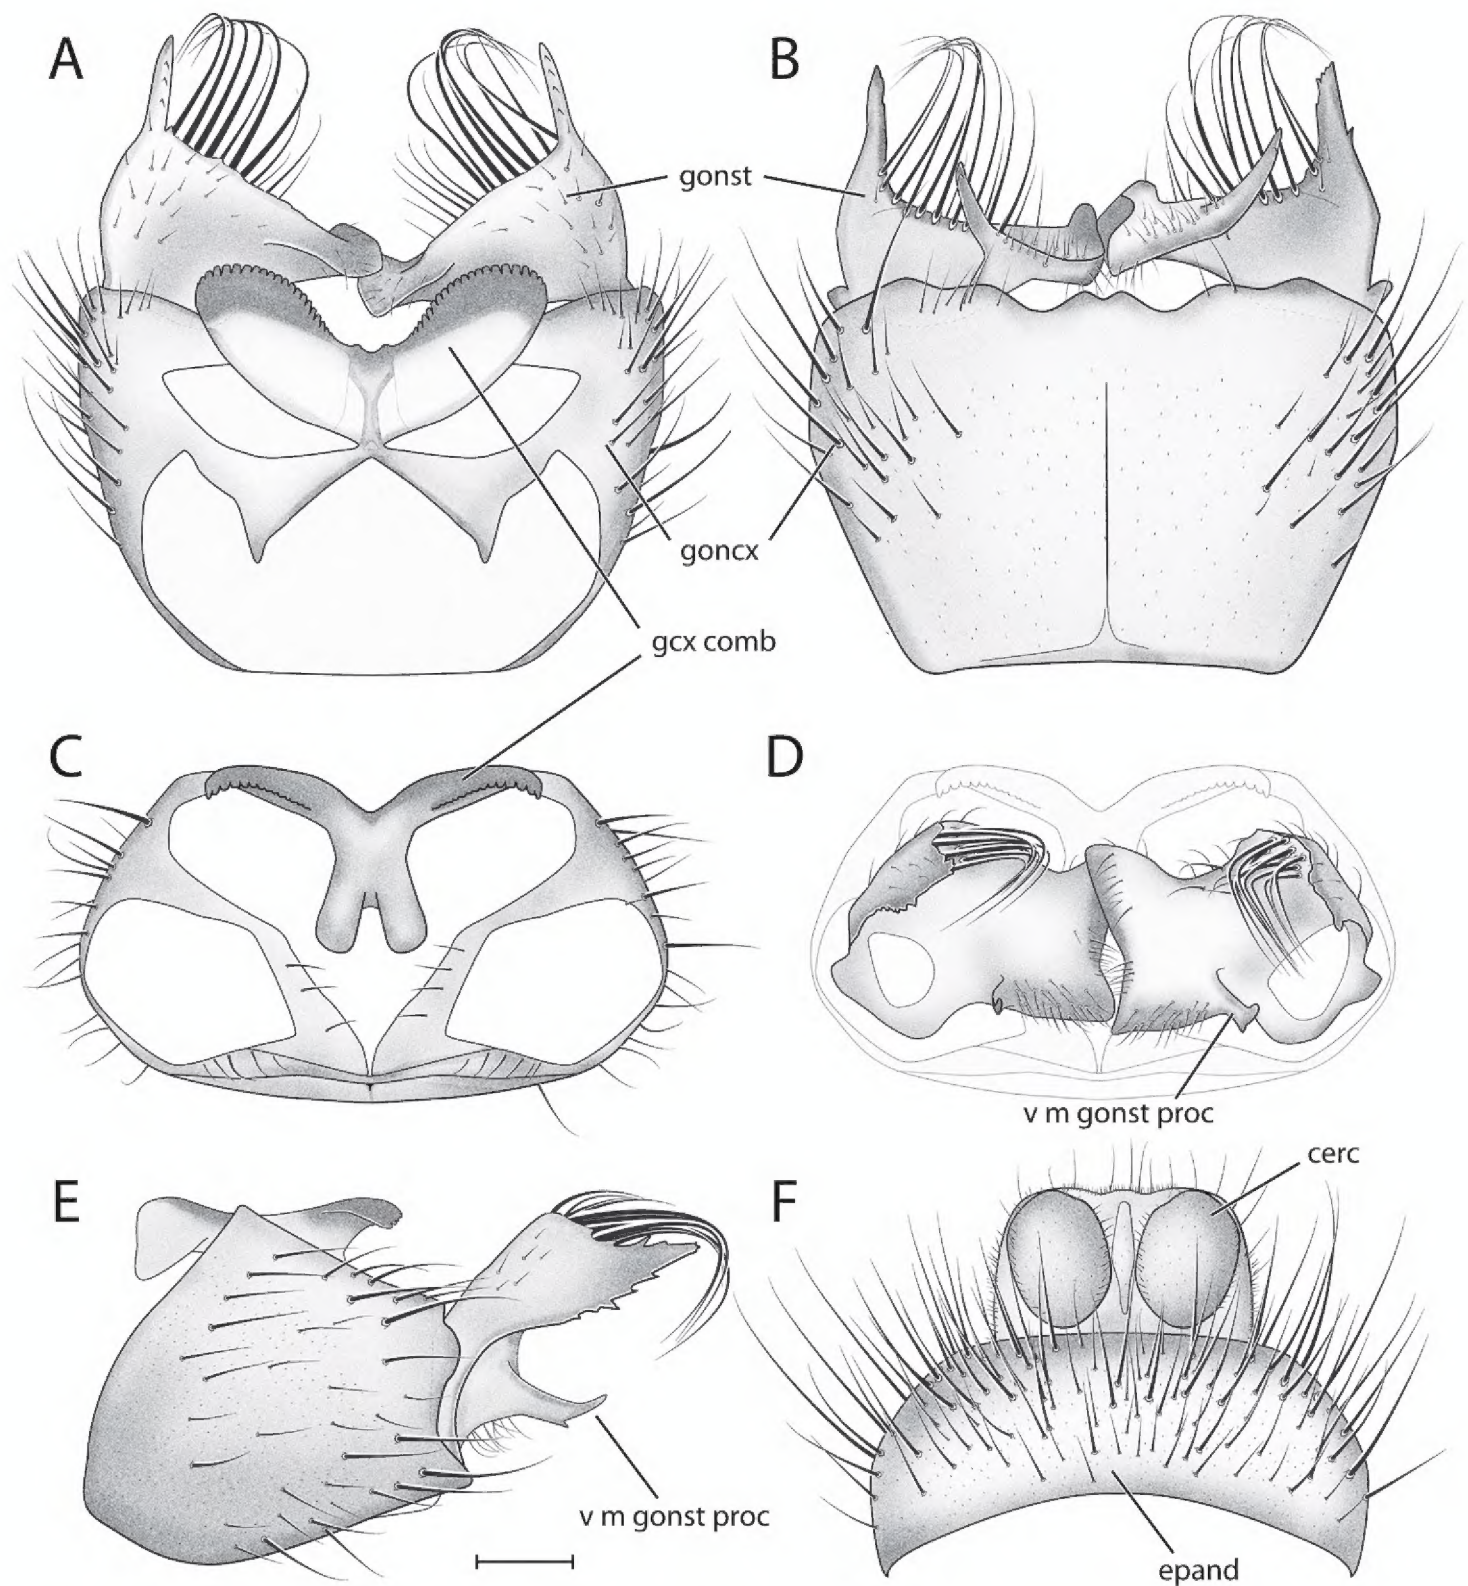 A
B
gonst
goncx
gcx comb
C
D
v m gonst proc
cerc
E
F
v m gonst proc
epand